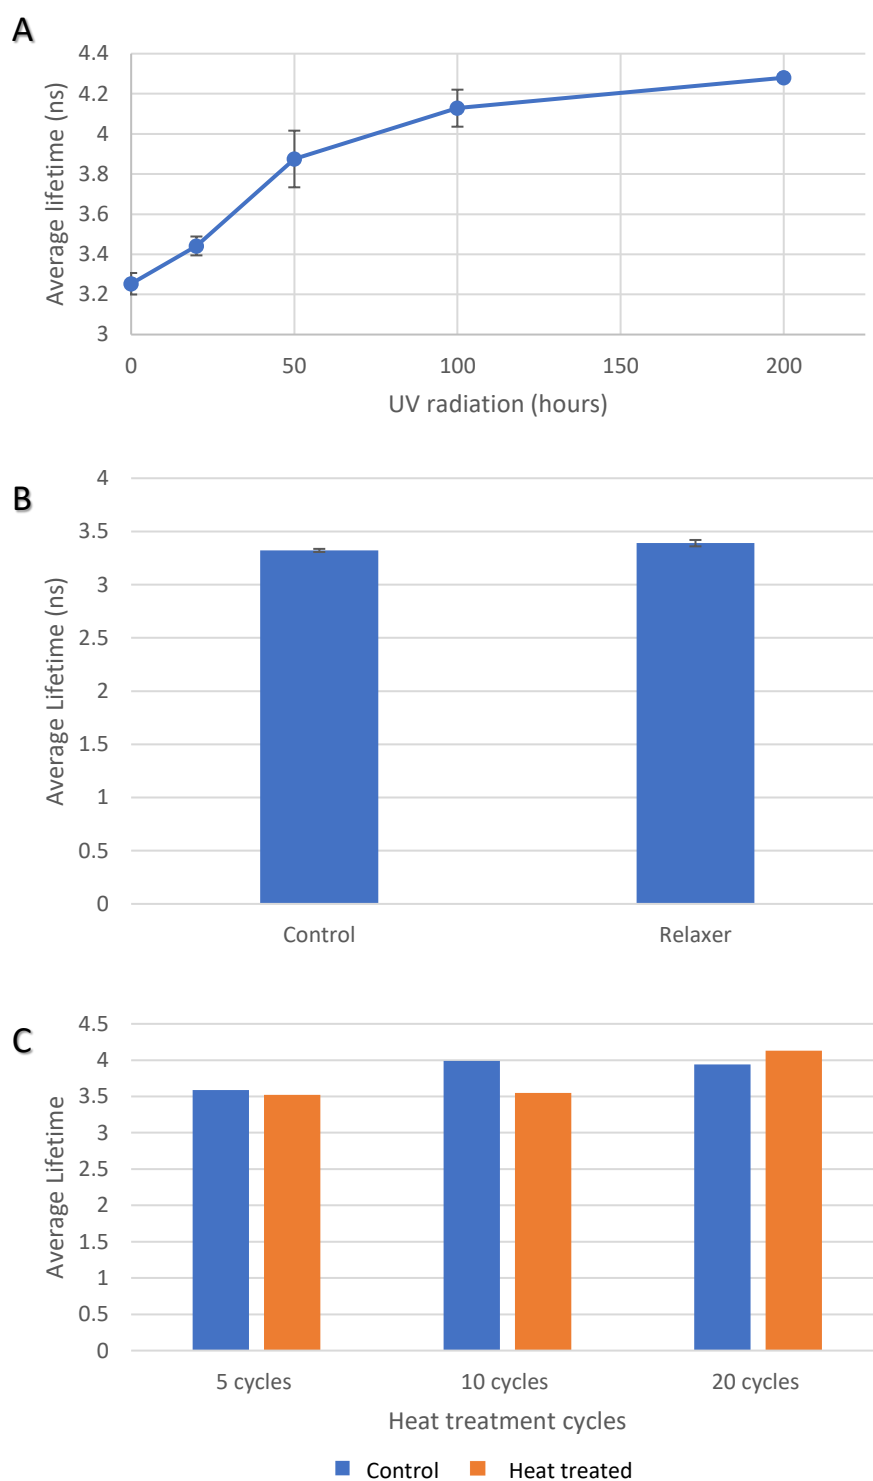 A
Average lifetime (ns)
4.4
4.2
4
3.8
3.6
3.4
3.2
3
0 50 100 150 200
UV radiation (hours)
B
Average Lifetime (ns)
4
3.5
3
2.5
2
1.5
1
0.5
0
Control Relaxer
C
Average Lifetime
4.5
4
3.5
3
2.5
2
1.5
1
0.5
0
5 cycles 10 cycles 20 cycles
Heat treatment cycles
Control Heat treated